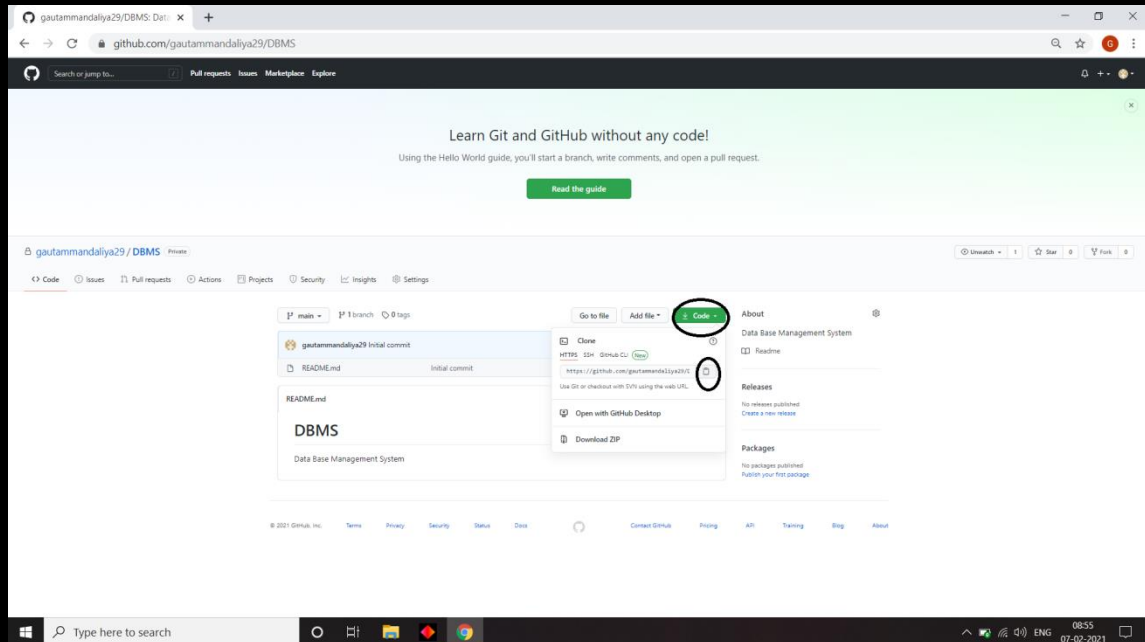 gautammandaliya29/DBMS: Data
github.com/gautammandaliya29/DBMS
G
Search or jump to... /
Pull requests Issues Marketplace Explore
Learn Git and GitHub without any code!
Using the Hello World guide, you'll start a branch, write comments, and open a pull request.
Read the guide
gautammandaliya29 / DBMS Private
Unwatch 1 Star 0 Fork 0
Code Issues Pull requests Actions Projects Security Insights Settings
main 1 branch 0 tags
Go to file Add file Code
gautammandaliya29 Initial commit
README.md Initial commit
README.md
DBMS
Data Base Management System
Clone
HTTPS SSH GitHub CLI New
https://github.com/gautammandaliya29/
Use Git or checkout with SVN using the web URL.
Open with GitHub Desktop
Download ZIP
About
Data Base Management System
Readme
Releases
No releases published
Create a new release
Packages
No packages published
Publish your first package
© 2021 GitHub, Inc. Terms Privacy Security Status Docs Contact GitHub Pricing API Training Blog About
Type here to search
ENG
08:55
07-02-2021